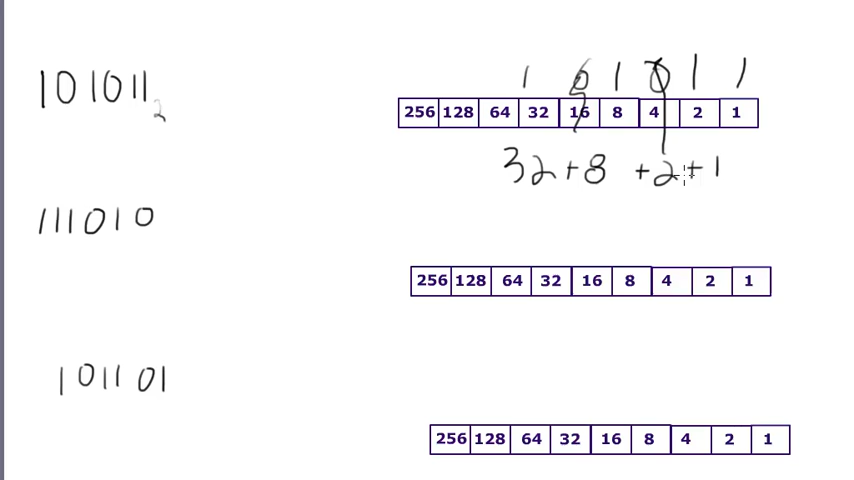 101011₂
1 0 1 0 1 1
256 128 64 32 16 8 4 2 1
32+8 +2+1
111010
256 128 64 32 16 8 4 2 1
101101
256 128 64 32 16 8 4 2 1